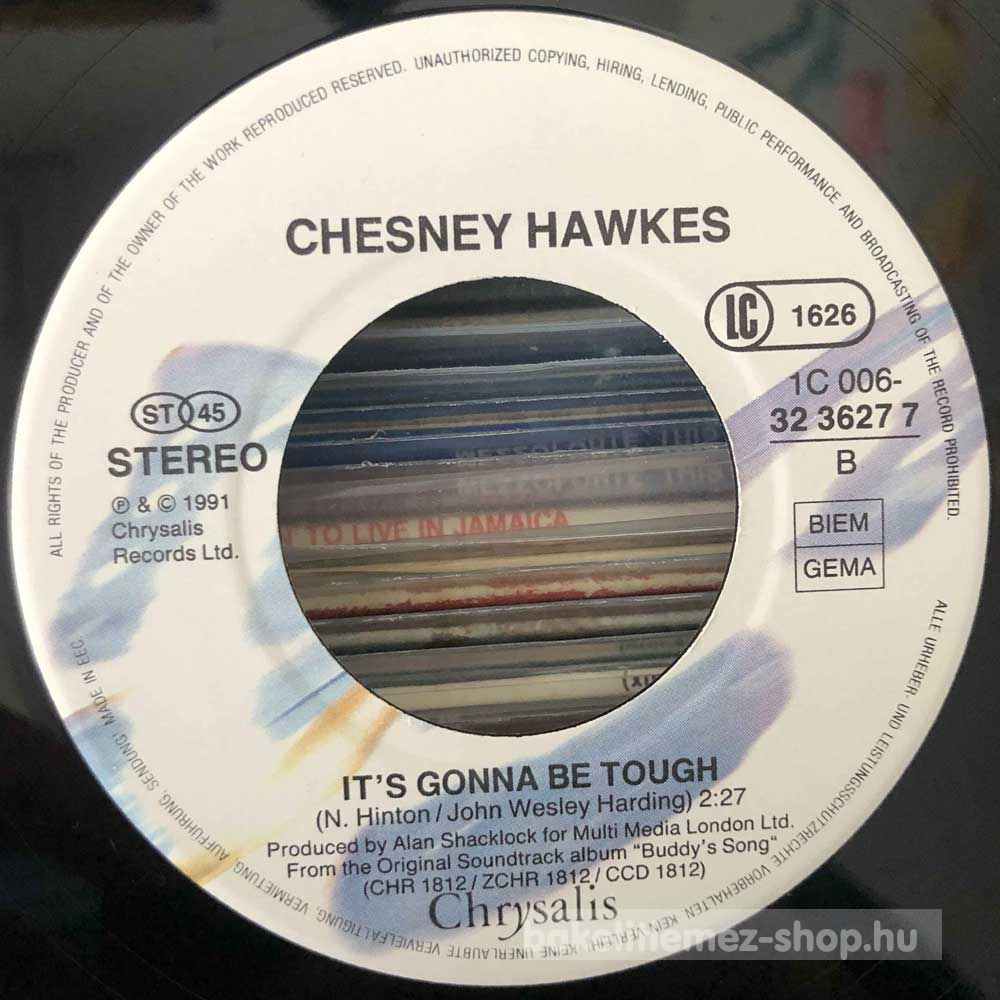 ALL RIGHTS OF THE PRODUCER AND OF THE OWNER OF THE WORK REPRODUCED RESERVED. UNAUTHORIZED COPYING, HIRING, LENDING, PUBLIC PERFORMANCE AND BROADCASTING OF THE RECORD PROHIBITED.
CHESNEY HAWKES
LC 1626
1C 006-
32 3627 7
B
BIEM
GEMA
ST 45
STEREO
℗ & © 1991
Chrysalis
Records Ltd.
TO LIVE IN JAMAICA
IT'S GONNA BE TOUGH
(N. Hinton / John Wesley Harding) 2:27
Produced by Alan Shacklock for Multi Media London Ltd.
From the Original Soundtrack album "Buddy's Song"
(CHR 1812 / ZCHR 1812 / CCD 1812)
Chrysalis
ALLE URHEBER- UND LEISTUNGSSCHUTZRECHTE VORBEHALTEN KEIN VERLEIH! KEINE UNERLAUBTE VERVIELFÄLTIGUNG, VERMIETUNG, AUFFÜHRUNG, SENDUNG! MADE IN EEC.
bakelitlemez-shop.hu